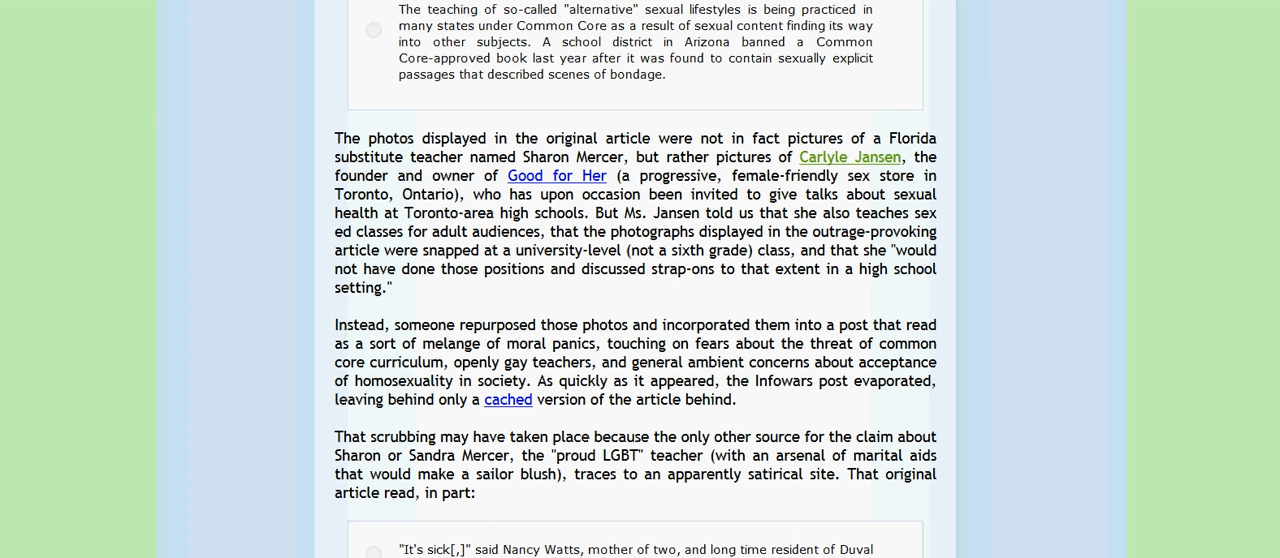 The teaching of so-called "alternative" sexual lifestyles is being practiced in
many states under Common Core as a result of sexual content finding its way
into other subjects. A school district in Arizona banned a Common
Core-approved book last year after it was found to contain sexually explicit
passages that described scenes of bondage.
The photos displayed in the original article were not in fact pictures of a Florida
substitute teacher named Sharon Mercer, but rather pictures of Carlyle Jansen, the
founder and owner of Good for Her (a progressive, female-friendly sex store in
Toronto, Ontario), who has upon occasion been invited to give talks about sexual
health at Toronto-area high schools. But Ms. Jansen told us that she also teaches sex
ed classes for adult audiences, that the photographs displayed in the outrage-provoking
article were snapped at a university-level (not a sixth grade) class, and that she "would
not have done those positions and discussed strap-ons to that extent in a high school
setting."
Instead, someone repurposed those photos and incorporated them into a post that read
as a sort of melange of moral panics, touching on fears about the threat of common
core curriculum, openly gay teachers, and general ambient concerns about acceptance
of homosexuality in society. As quickly as it appeared, the Infowars post evaporated,
leaving behind only a cached version of the article behind.
That scrubbing may have taken place because the only other source for the claim about
Sharon or Sandra Mercer, the "proud LGBT" teacher (with an arsenal of marital aids
that would make a sailor blush), traces to an apparently satirical site. That original
article read, in part:
"It's sick[,]" said Nancy Watts, mother of two, and long time resident of Duval